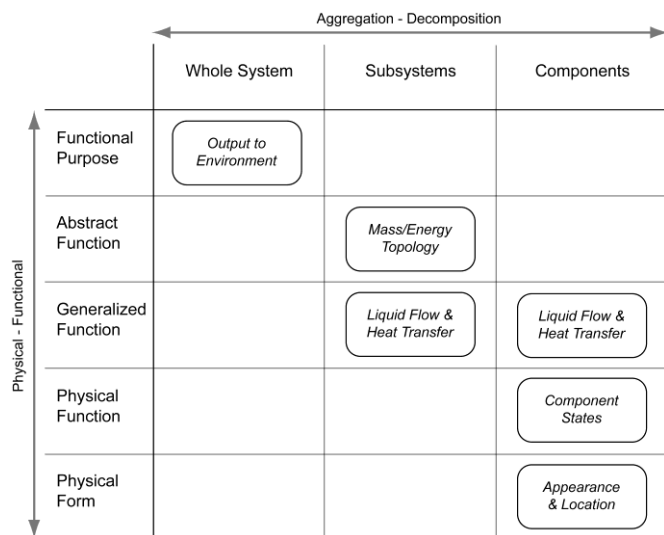 Aggregation - Decomposition
Whole System
Subsystems
Components
Physical - Functional
Functional
Purpose
Output to
Environment
Abstract
Function
Mass/Energy
Topology
Generalized
Function
Liquid Flow &
Heat Transfer
Liquid Flow &
Heat Transfer
Physical
Function
Component
States
Physical
Form
Appearance
& Location